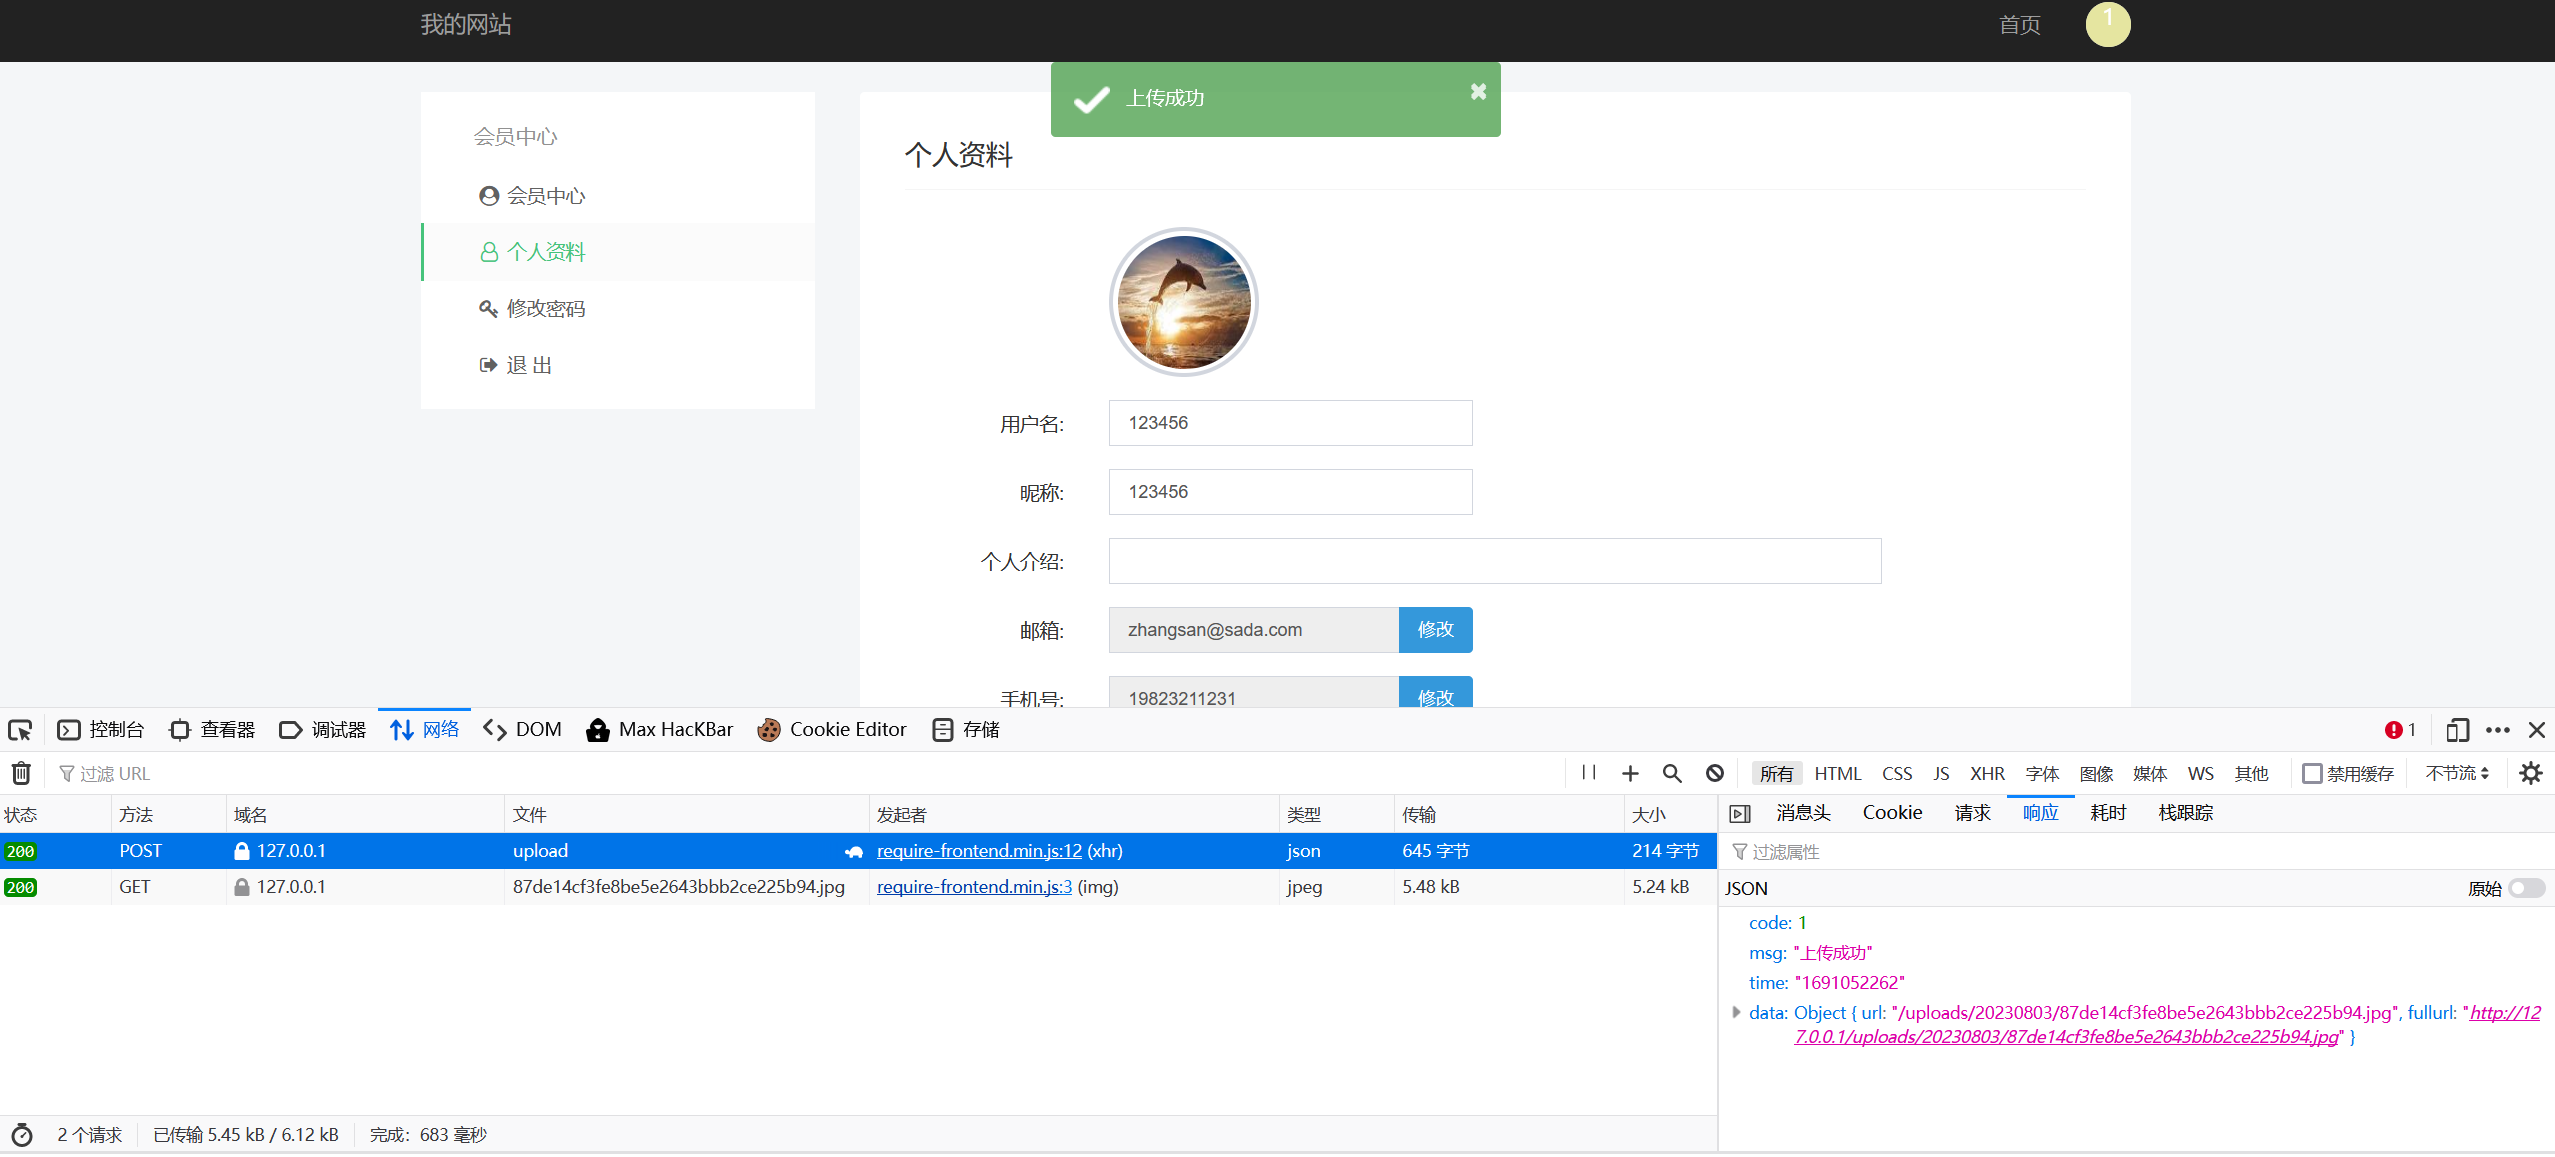 我的网站
首页
1
上传成功
会员中心
会员中心
个人资料
修改密码
退 出
个人资料
用户名: 123456
昵称: 123456
个人介绍:
邮箱: zhangsan@sada.com 修改
手机号: 19823211231 修改
控制台 查看器 调试器 网络 DOM Max HacKBar Cookie Editor 存储 1
过滤 URL 所有 HTML CSS JS XHR 字体 图像 媒体 WS 其他 禁用缓存 不节流
状态 方法 域名 文件 发起者 类型 传输 大小
200 POST 127.0.0.1 upload require-frontend.min.js:12 (xhr) json 645 字节 214 字节
200 GET 127.0.0.1 87de14cf3fe8be5e2643bbb2ce225b94.jpg require-frontend.min.js:3 (img) jpeg 5.48 kB 5.24 kB
消息头 Cookie 请求 响应 耗时 栈跟踪
过滤属性
JSON 原始
code: 1
msg: "上传成功"
time: "1691052262"
data: Object { url: "/uploads/20230803/87de14cf3fe8be5e2643bbb2ce225b94.jpg", fullurl: "http://12
7.0.0.1/uploads/20230803/87de14cf3fe8be5e2643bbb2ce225b94.jpg" }
2 个请求 已传输 5.45 kB / 6.12 kB 完成: 683 毫秒